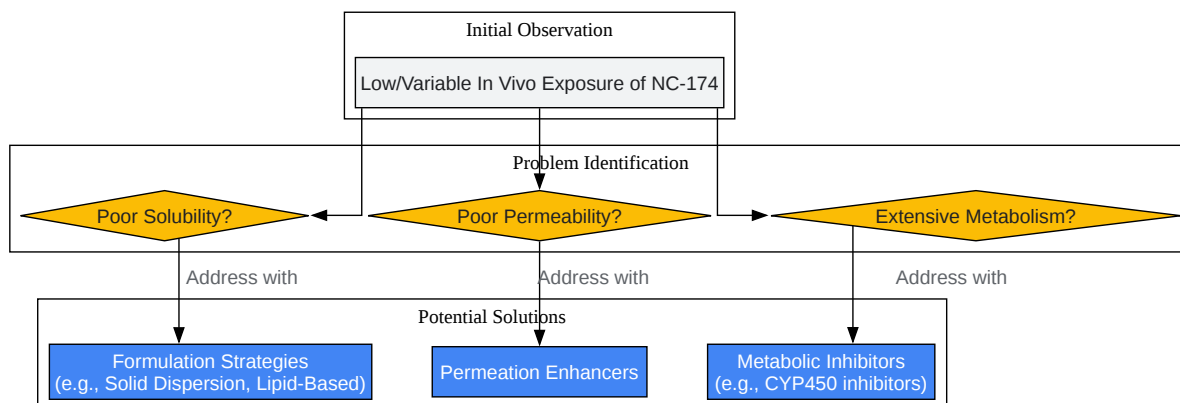 Initial Observation
Low/Variable In Vivo Exposure of NC-174
Problem Identification
Poor Solubility?
Poor Permeability?
Extensive Metabolism?
Address with
Address with
Address with
Potential Solutions
Formulation Strategies
(e.g., Solid Dispersion, Lipid-Based)
Permeation Enhancers
Metabolic Inhibitors
(e.g., CYP450 inhibitors)